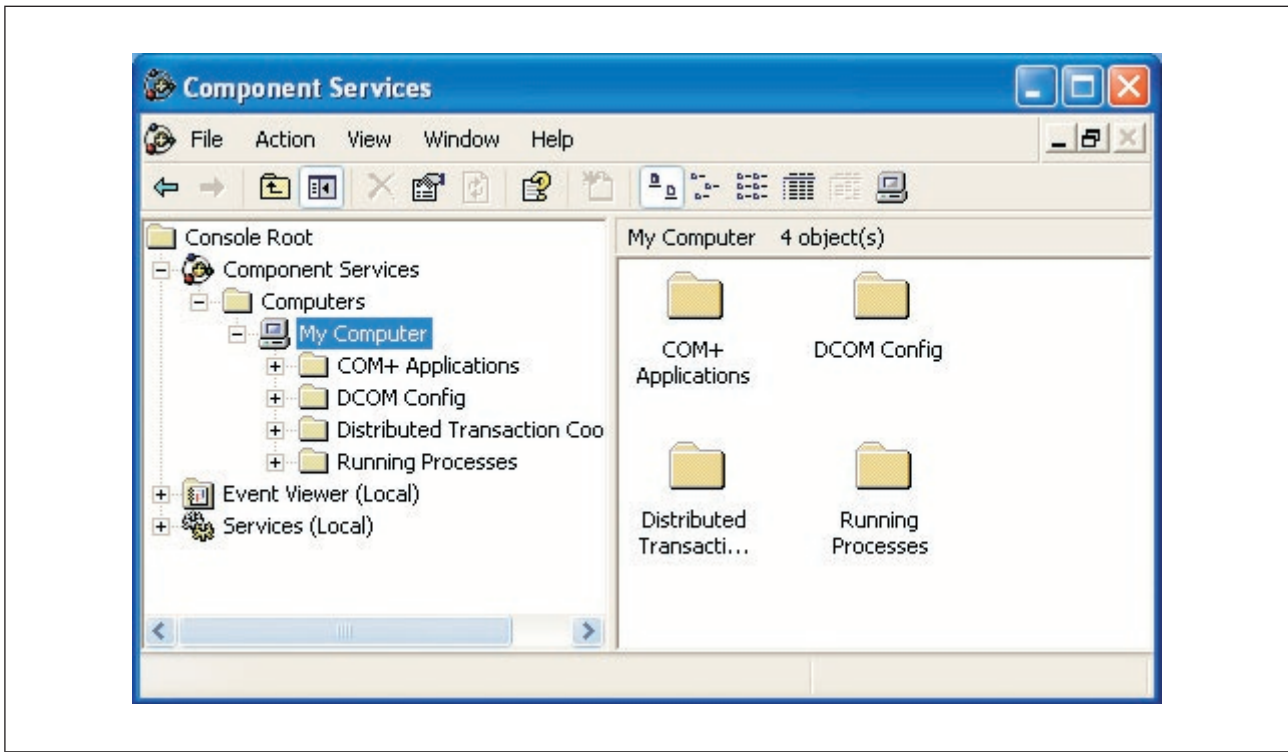 Component Services
File Action View Window Help
Console Root
Component Services
Computers
My Computer
COM+ Applications
DCOM Config
Distributed Transaction Coo
Running Processes
Event Viewer (Local)
Services (Local)
My Computer 4 object(s)
COM+
Applications
DCOM Config
Distributed
Transacti...
Running
Processes